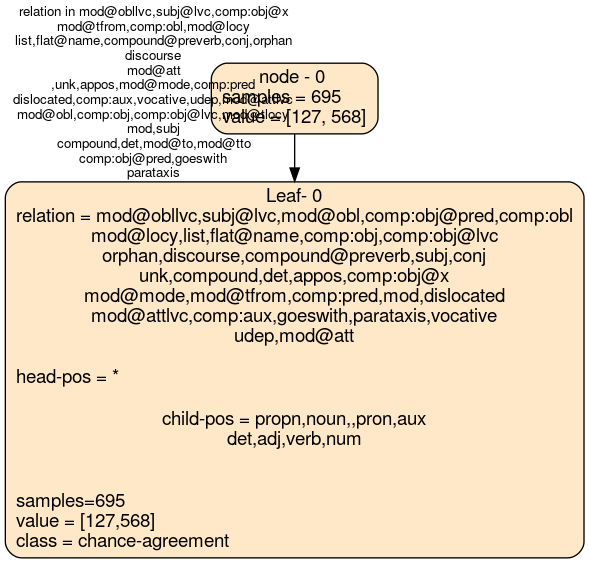 relation in mod@obllvc,subj@lvc,comp:obj@x
mod@tfrom,comp:obl,mod@locy
list,flat@name,compound@preverb,conj,orphan
discourse
mod@att
,unk,appos,mod@mode,comp:pred
dislocated,comp:aux,vocative,udep,mod@attlvc
mod@obl,comp:obj,comp:obj@lvc,mod@tlocy
mod,subj
compound,det,mod@to,mod@tto
comp:obj@pred,goeswith
parataxis
node - 0
samples = 695
value = [127, 568]
Leaf- 0
relation = mod@obllvc,subj@lvc,mod@obl,comp:obj@pred,comp:obl
mod@locy,list,flat@name,comp:obj,comp:obj@lvc
orphan,discourse,compound@preverb,subj,conj
unk,compound,det,appos,comp:obj@x
mod@mode,mod@tfrom,comp:pred,mod,dislocated
mod@attlvc,comp:aux,goeswith,parataxis,vocative
udep,mod@att
head-pos = *
child-pos = propn,noun,,pron,aux
det,adj,verb,num
samples=695
value = [127,568]
class = chance-agreement